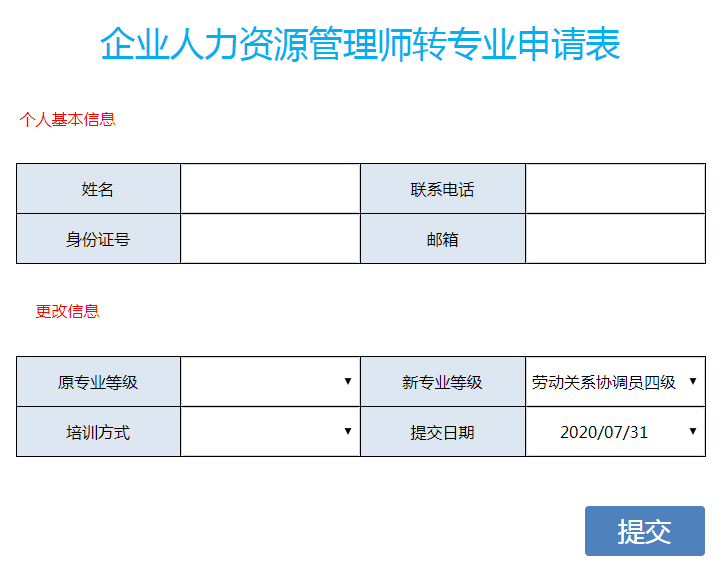 企业人力资源管理师转专业申请表
个人基本信息
姓名 联系电话
身份证号 邮箱
更改信息
原专业等级 新专业等级 劳动关系协调员四级
培训方式 提交日期 2020/07/31
提交